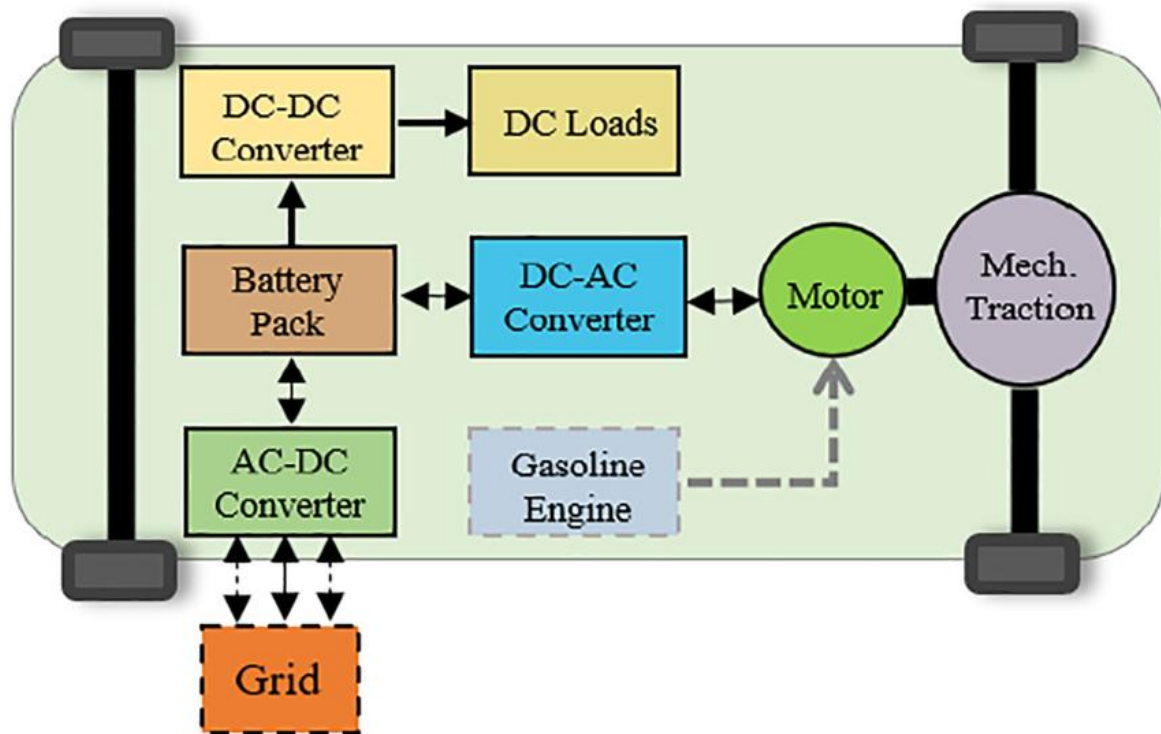 DC-DC
Converter
DC Loads
Battery
Pack
DC-AC
Converter
Motor
Mech.
Traction
AC-DC
Converter
Gasoline
Engine
Grid